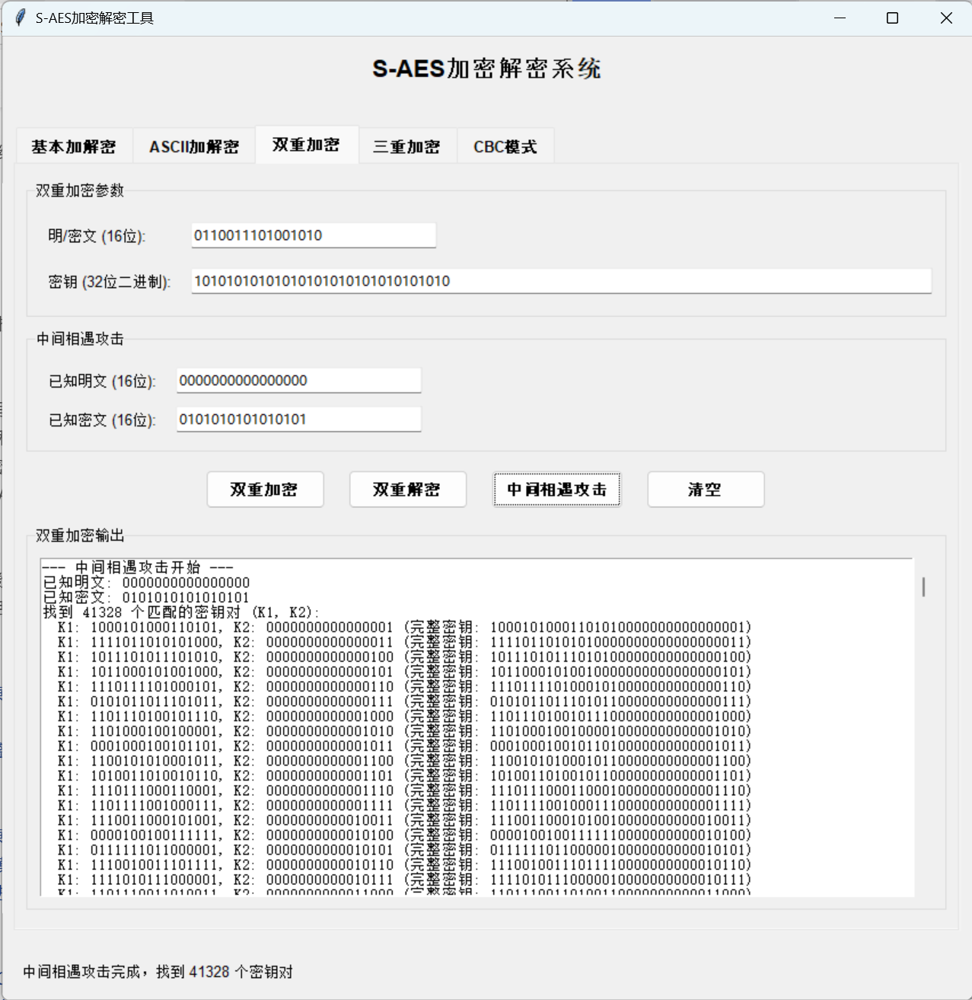 S-AES加密解密工具
S-AES加密解密系统
基本加解密 ASCII加解密 双重加密 三重加密 CBC模式
双重加密参数
明/密文 (16位): 0110011101001010
密钥 (32位二进制): 10101010101010101010101010101010
中间相遇攻击
已知明文 (16位): 0000000000000000
已知密文 (16位): 0101010101010101
双重加密 双重解密 中间相遇攻击 清空
双重加密输出
--- 中间相遇攻击开始 ---
已知明文: 0000000000000000
已知密文: 0101010101010101
找到 41328 个匹配的密钥对 (K1, K2):
K1: 1000101000110101, K2: 0000000000000001 (完整密钥: 10001010001101010000000000000001)
K1: 1111011010101000, K2: 0000000000000011 (完整密钥: 11110110101010000000000000000011)
K1: 1011101011101010, K2: 0000000000000100 (完整密钥: 10111010111010100000000000000100)
K1: 1011000101001000, K2: 0000000000000101 (完整密钥: 10110001010010000000000000000101)
K1: 1110111101000101, K2: 0000000000000110 (完整密钥: 11101111010001010000000000000110)
K1: 0101011011101011, K2: 0000000000000111 (完整密钥: 01010110111010110000000000000111)
K1: 1101110100101110, K2: 0000000000001000 (完整密钥: 11011101001011100000000000001000)
K1: 1101000100100001, K2: 0000000000001010 (完整密钥: 11010001001000010000000000001010)
K1: 0001000100101101, K2: 0000000000001011 (完整密钥: 00010001001011010000000000001011)
K1: 1100101010001011, K2: 0000000000001100 (完整密钥: 11001010100010110000000000001100)
K1: 1010011010010110, K2: 0000000000001101 (完整密钥: 10100110100101100000000000001101)
K1: 1110111000110001, K2: 0000000000001110 (完整密钥: 11101110001100010000000000001110)
K1: 1101111001000111, K2: 0000000000001111 (完整密钥: 11011110010001110000000000001111)
K1: 1110011000101001, K2: 0000000000010011 (完整密钥: 11100110001010010000000000010011)
K1: 0000100100111111, K2: 0000000000010100 (完整密钥: 00001001001111110000000000010100)
K1: 0111111011000001, K2: 0000000000010101 (完整密钥: 01111110110000010000000000010101)
K1: 1110010011101111, K2: 0000000000010110 (完整密钥: 11100100111011110000000000010110)
K1: 1111010111000001, K2: 0000000000010111 (完整密钥: 11110101110000010000000000010111)
K1: 1101110011010011, K2: 0000000000011000 (完整密钥: 11011100110100110000000000011000)
中间相遇攻击完成，找到 41328 个密钥对